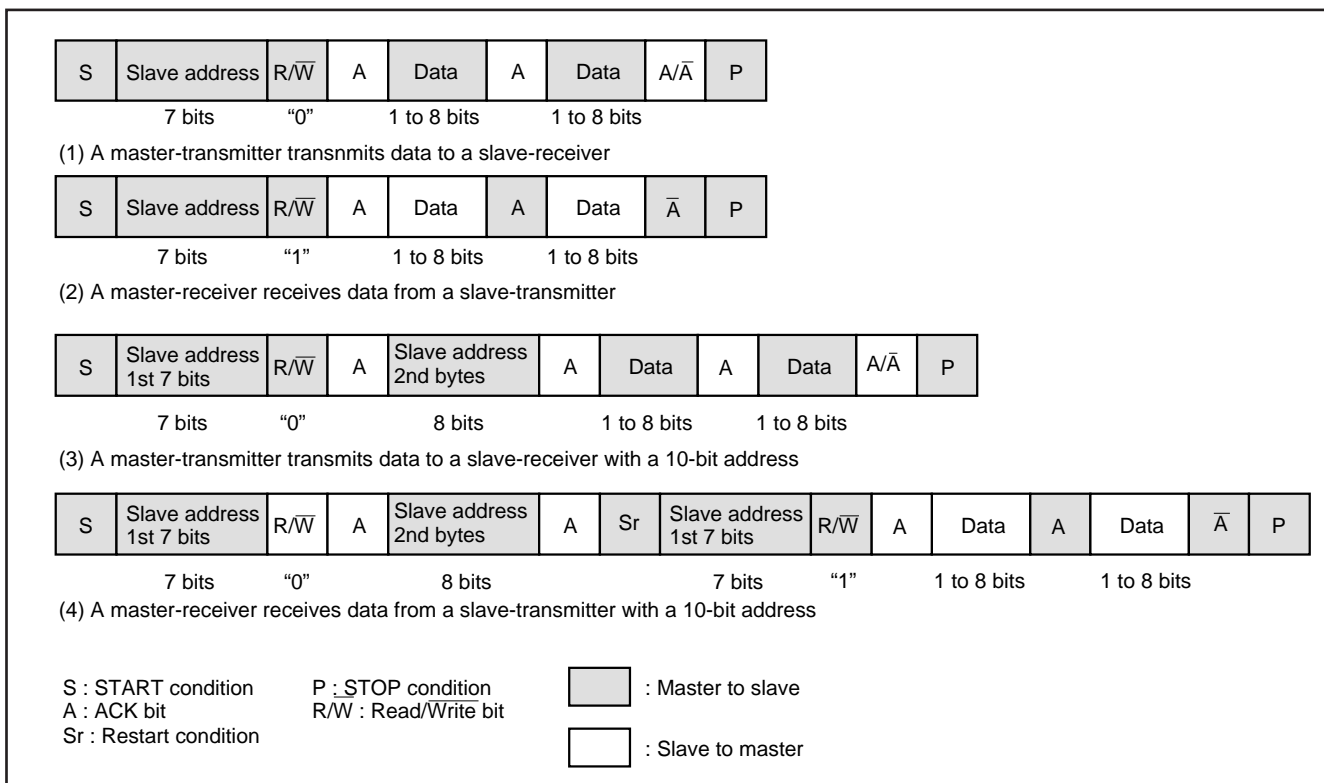 S Slave address R/W̅ A Data A Data A/A̅ P
7 bits “0” 1 to 8 bits 1 to 8 bits
(1) A master-transmitter transnmits data to a slave-receiver
S Slave address R/W̅ A Data A Data A̅ P
7 bits “1” 1 to 8 bits 1 to 8 bits
(2) A master-receiver receives data from a slave-transmitter
S Slave address 1st 7 bits R/W̅ A Slave address 2nd bytes A Data A Data A/A̅ P
7 bits “0” 8 bits 1 to 8 bits 1 to 8 bits
(3) A master-transmitter transmits data to a slave-receiver with a 10-bit address
S Slave address 1st 7 bits R/W̅ A Slave address 2nd bytes A Sr Slave address 1st 7 bits R/W̅ A Data A Data A̅ P
7 bits “0” 8 bits 7 bits “1” 1 to 8 bits 1 to 8 bits
(4) A master-receiver receives data from a slave-transmitter with a 10-bit address
S : START condition P : STOP condition : Master to slave
A : ACK bit R/W̅ : Read/W̅r̅i̅t̅e̅ bit
Sr : Restart condition
: Slave to master